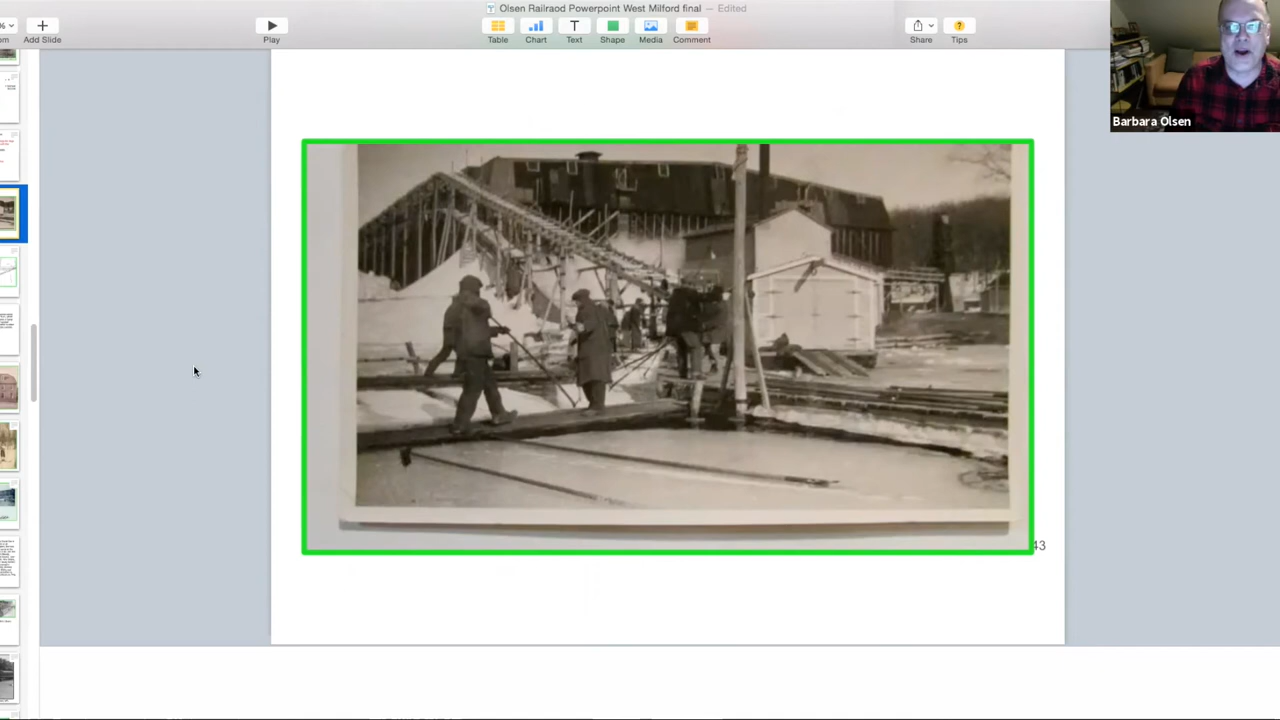 Olsen Railraod Powerpoint West Milford final — Edited
%
Add Slide
Play
Table
Chart
Text
Shape
Media
Comment
Share
Tips
Barbara Olsen
43